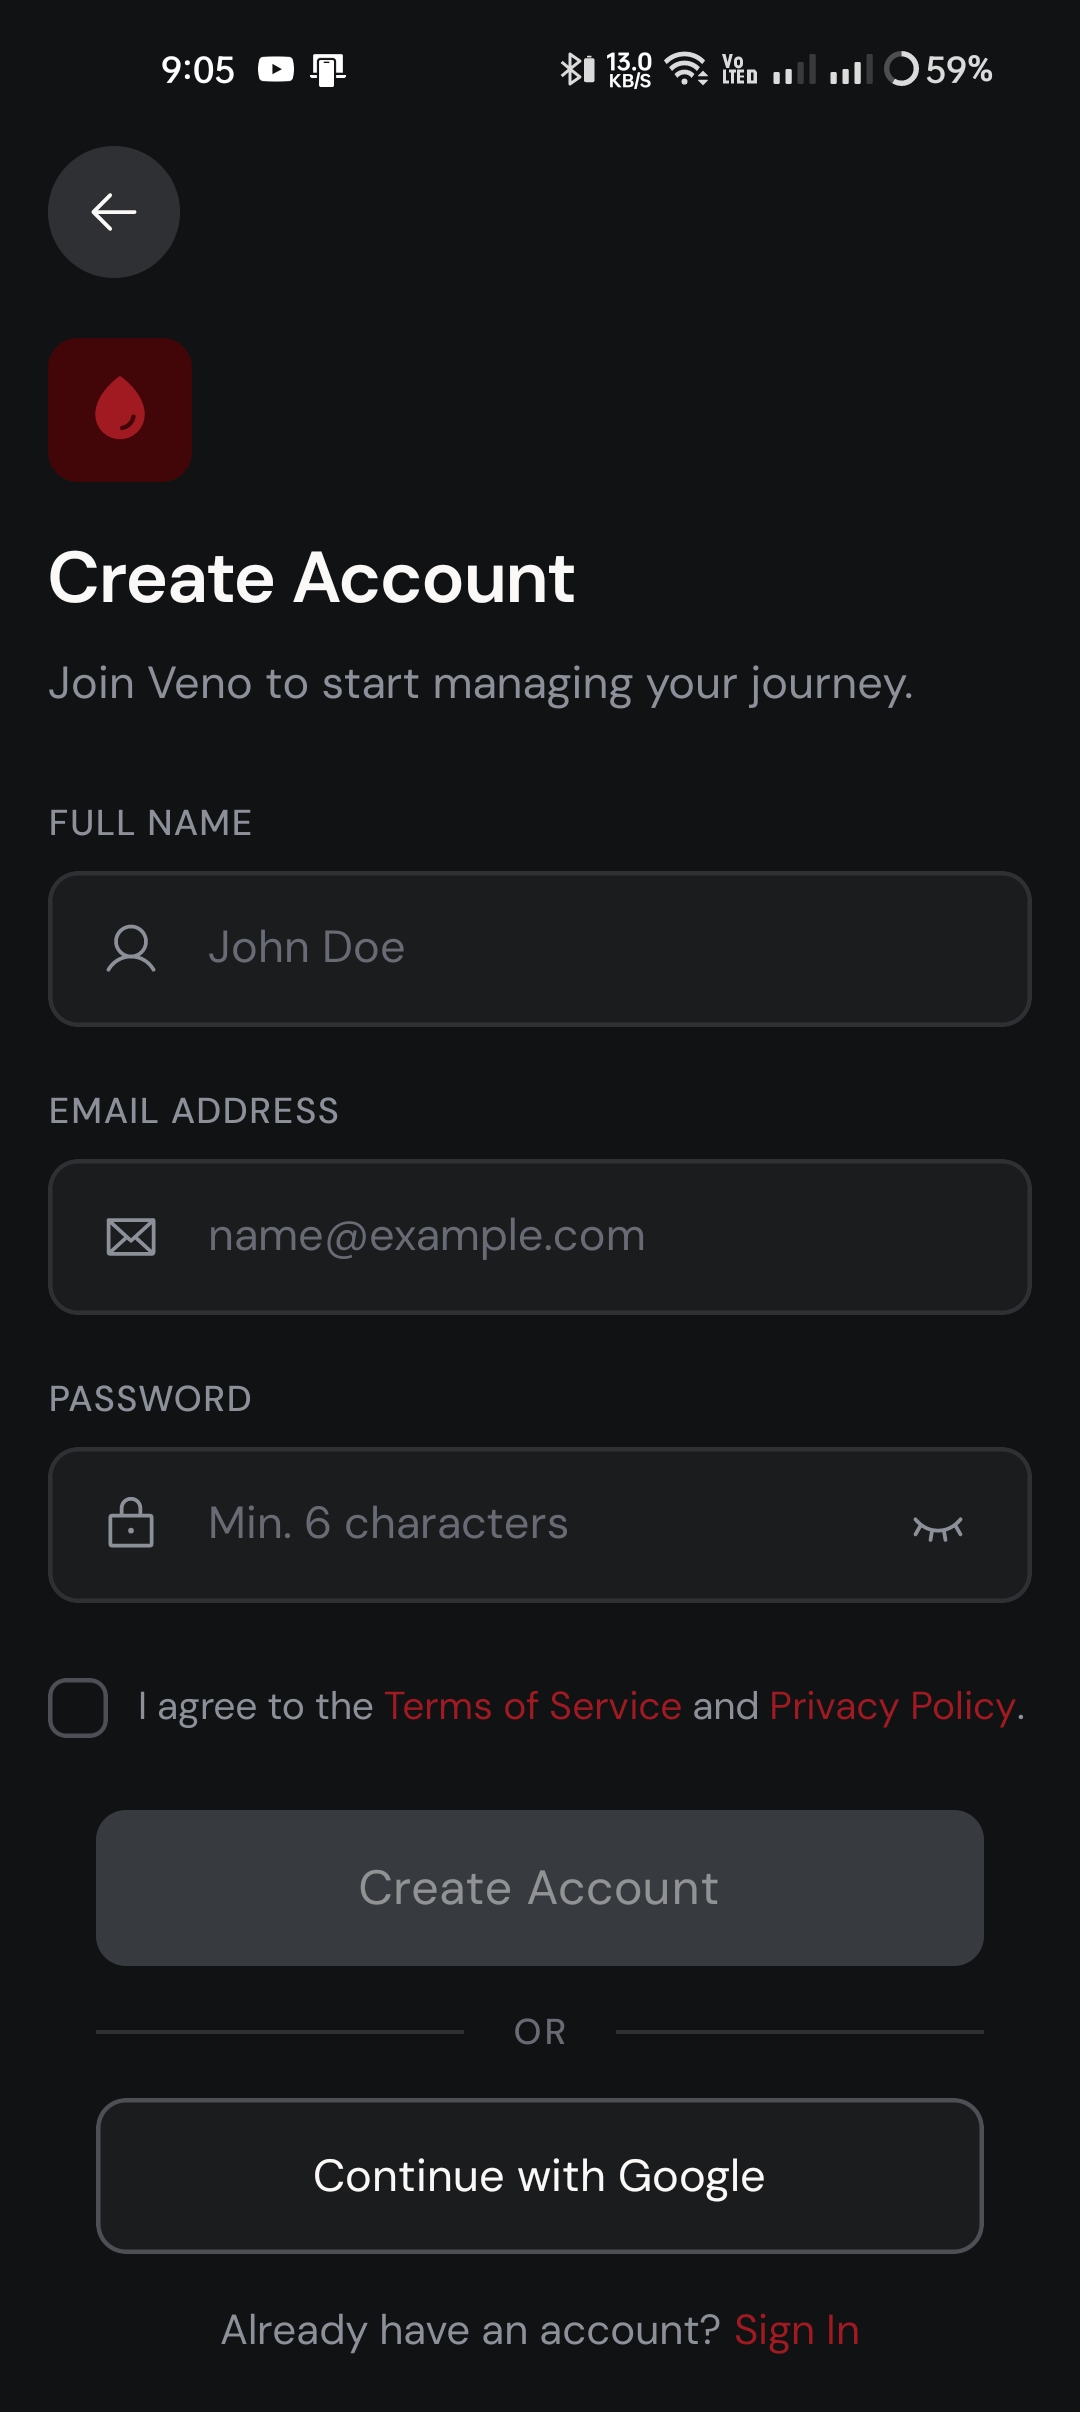 9:05 13.0 KB/S Vo LTE 59%
Create Account
Join Veno to start managing your journey.
FULL NAME
John Doe
EMAIL ADDRESS
name@example.com
PASSWORD
Min. 6 characters
I agree to the Terms of Service and Privacy Policy.
Create Account
OR
Continue with Google
Already have an account? Sign In